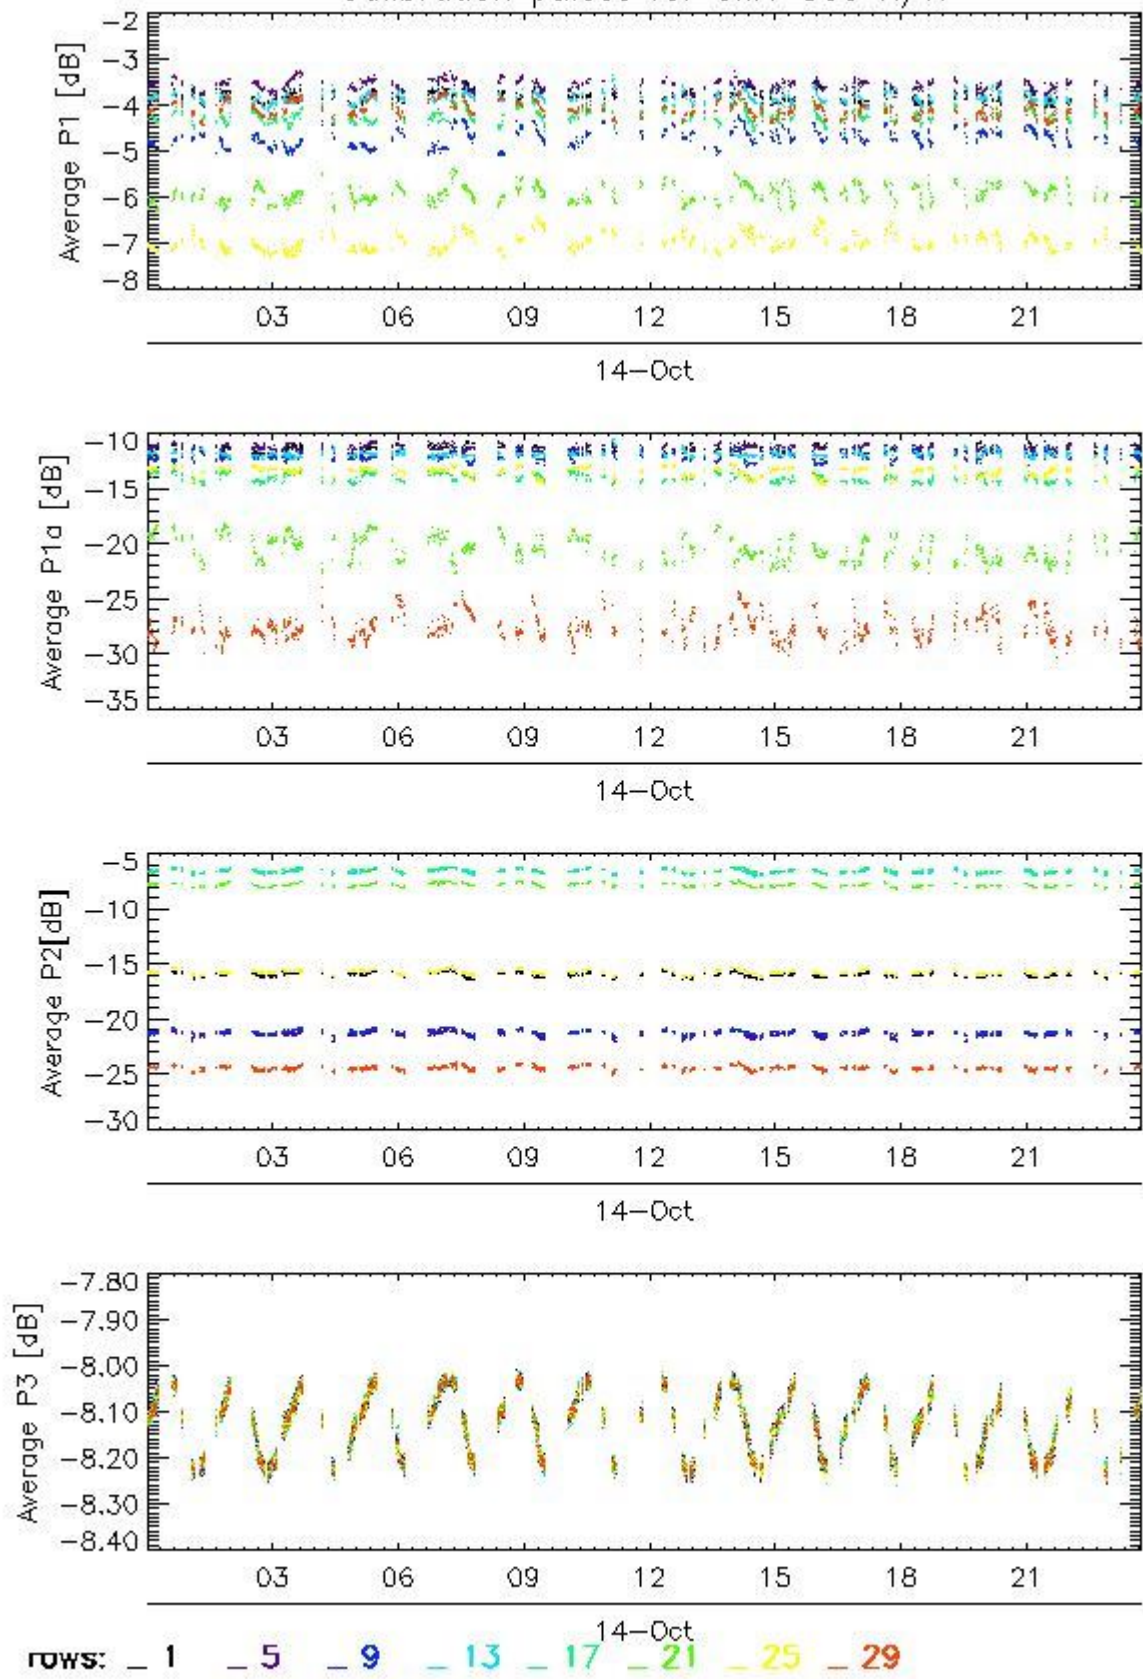 -2
-3
-4
-5
-6
-7
-8
Average P1 [dB]
03 06 09 12 15 18 21
14-Oct
-10
-15
-20
-25
-30
-35
Average P1a [dB]
03 06 09 12 15 18 21
14-Oct
-5
-10
-15
-20
-25
-30
Average P2[dB]
03 06 09 12 15 18 21
14-Oct
-7.80
-7.90
-8.00
-8.10
-8.20
-8.30
-8.40
Average P3 [dB]
03 06 09 12 15 18 21
14-Oct
rows: _ 1 _ 5 _ 9 _ 13 _ 17 _ 21 _ 25 _ 29